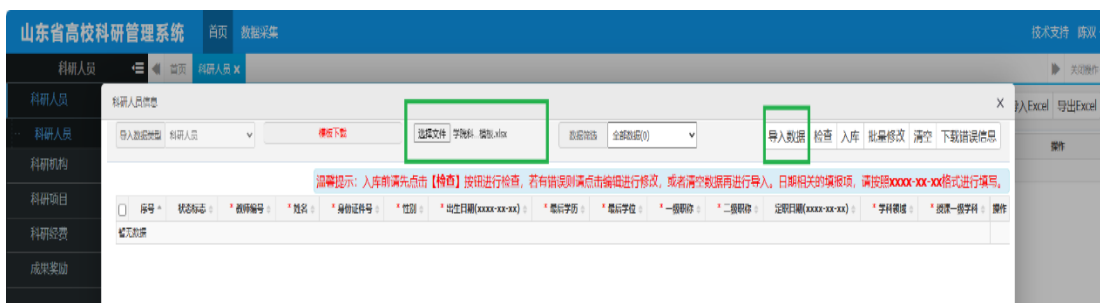 山东省高校科研管理系统 首页 数据采集 技术支持 陈双
科研人员 首页 科研人员 x 关闭操作
科研人员 科研人员信息 X 导入Excel 导出Excel
科研人员 导入数据类型 科研人员 模板下载 选择文件 学院科...模板.xlsx 数据筛选 全部数据(0) 导入数据 检查 入库 批量修改 清空 下载错误信息 操作
科研机构
温馨提示：入库前请先点击【检查】按钮进行检查，若有错误则请点击编辑进行修改，或者清空数据再进行导入。日期相关的填报项，请按照xxxx-xx-xx格式进行填写。
科研项目 序号 状态标志 *教师编号 *姓名 *身份证件号 *性别 *出生日期(xxxx-xx-xx) *最后学历 *最后学位 *一级职称 *二级职称 定职日期(xxxx-xx-xx) *学科领域 *授课一级学科 操作
科研经费 暂无数据
成果奖励